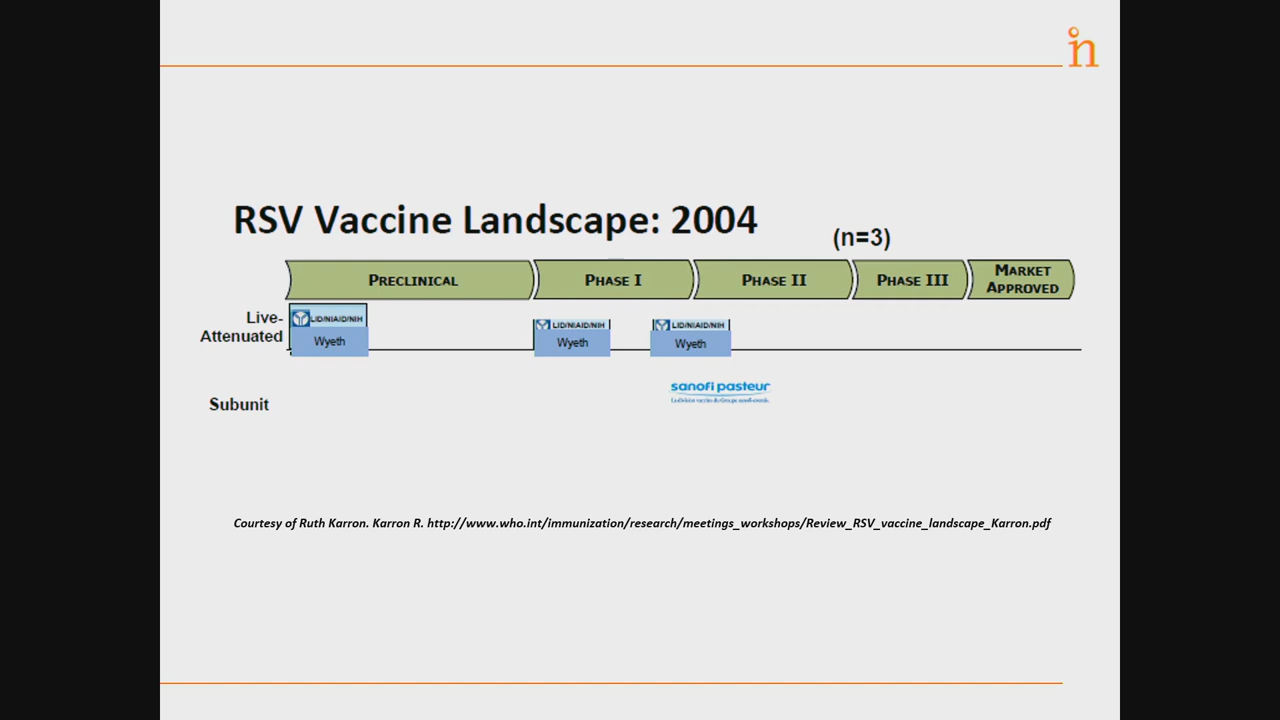 in
RSV Vaccine Landscape: 2004
(n=3)
PRECLINICAL
PHASE I
PHASE II
PHASE III
MARKET
APPROVED
Live-
Attenuated
LID/NIAID/NIH
Wyeth
LID/NIAID/NIH
Wyeth
LID/NIAID/NIH
Wyeth
Subunit
sanofi pasteur
Courtesy of Ruth Karron. Karron R. http://www.who.int/immunization/research/meetings_workshops/Review_RSV_vaccine_landscape_Karron.pdf